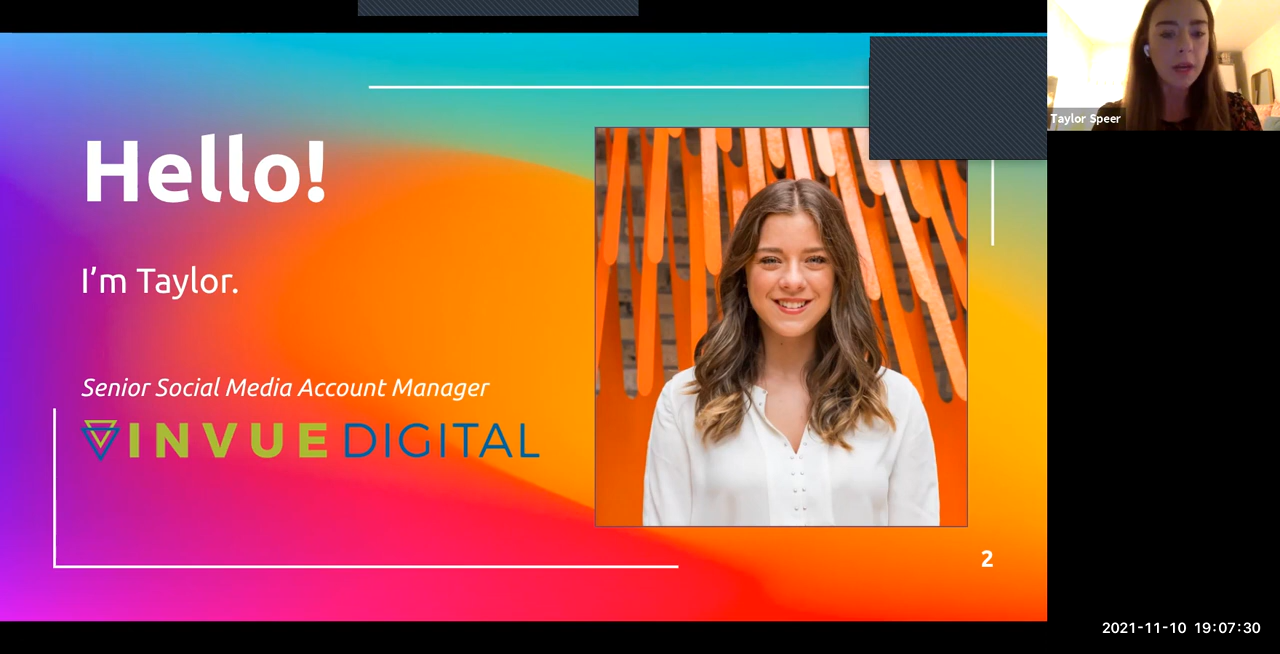 Taylor Speer
Hello!
I’m Taylor.
Senior Social Media Account Manager
INVUE DIGITAL
2
2021-11-10 19:07:30